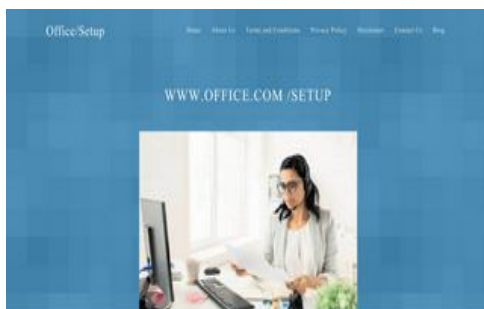 Office/Setup
Home About Us Terms and Conditions Privacy Policy Disclaimer Contact Us Blog
WWW.OFFICE.COM /SETUP